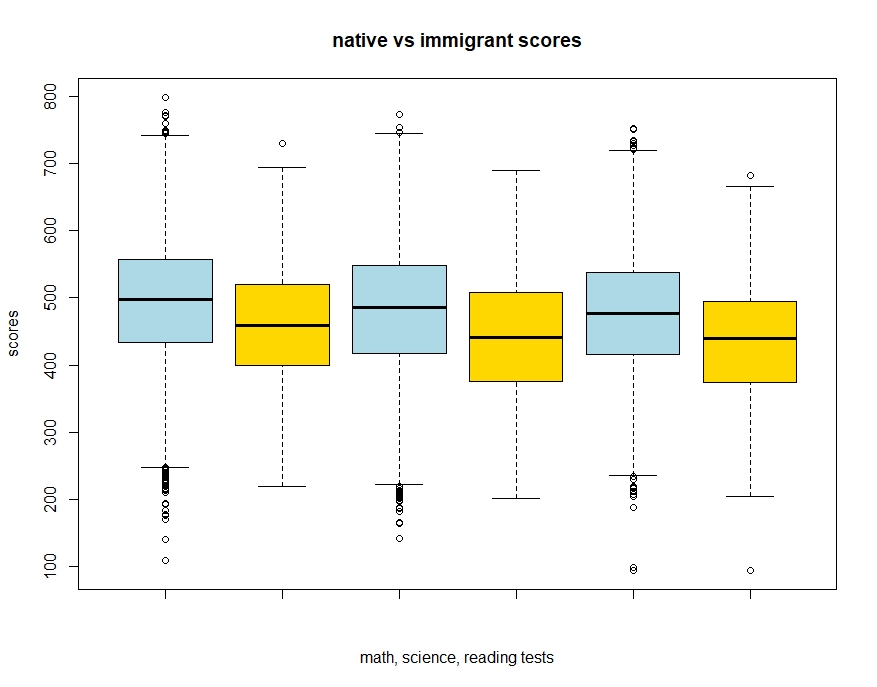 native vs immigrant scores
800
700
600
500
400
300
200
100
scores
math, science, reading tests